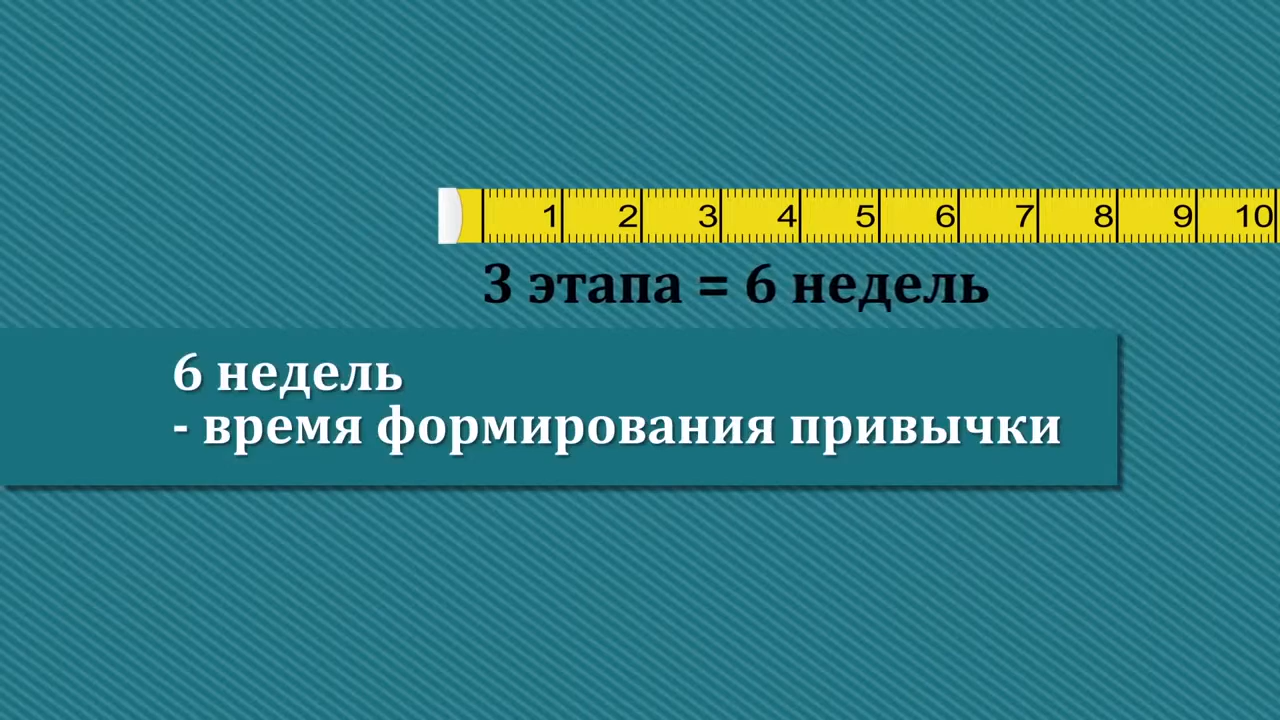 1 2 3 4 5 6 7 8 9 10
3 этапа = 6 недель
6 недель
- время формирования привычки